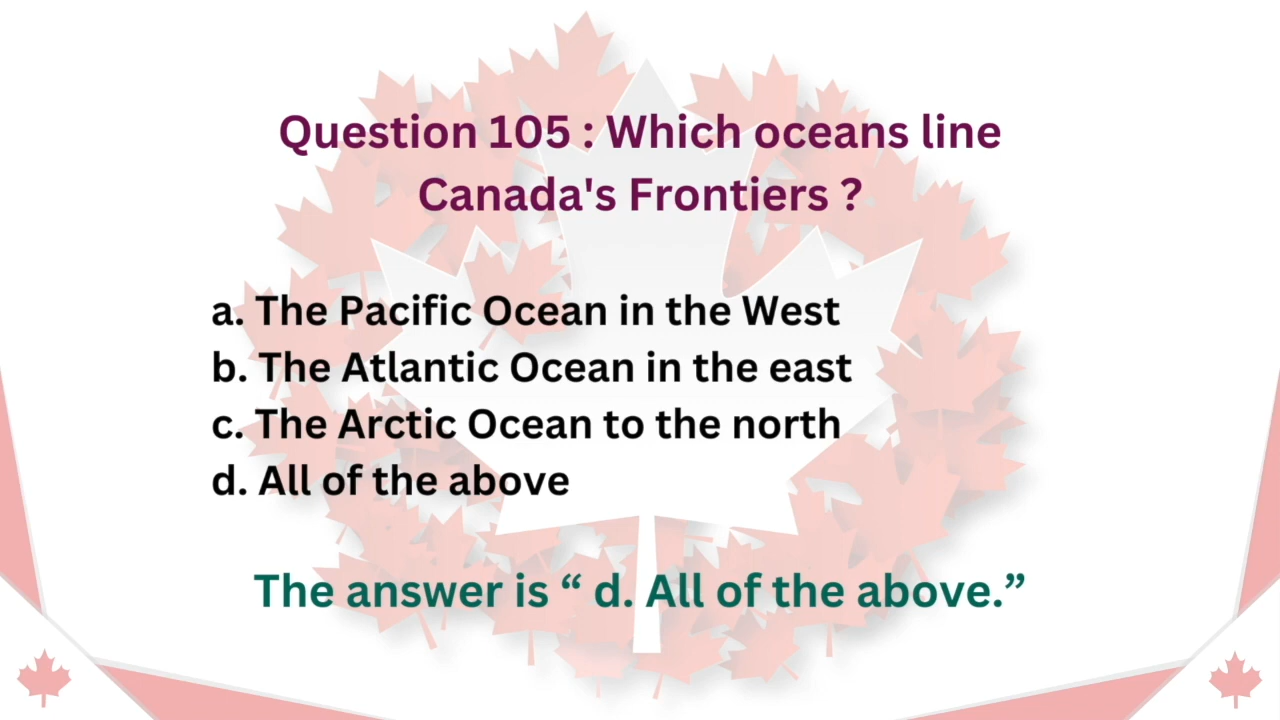 Question 105 : Which oceans line
Canada's Frontiers ?
a. The Pacific Ocean in the West
b. The Atlantic Ocean in the east
c. The Arctic Ocean to the north
d. All of the above
The answer is “ d. All of the above.”